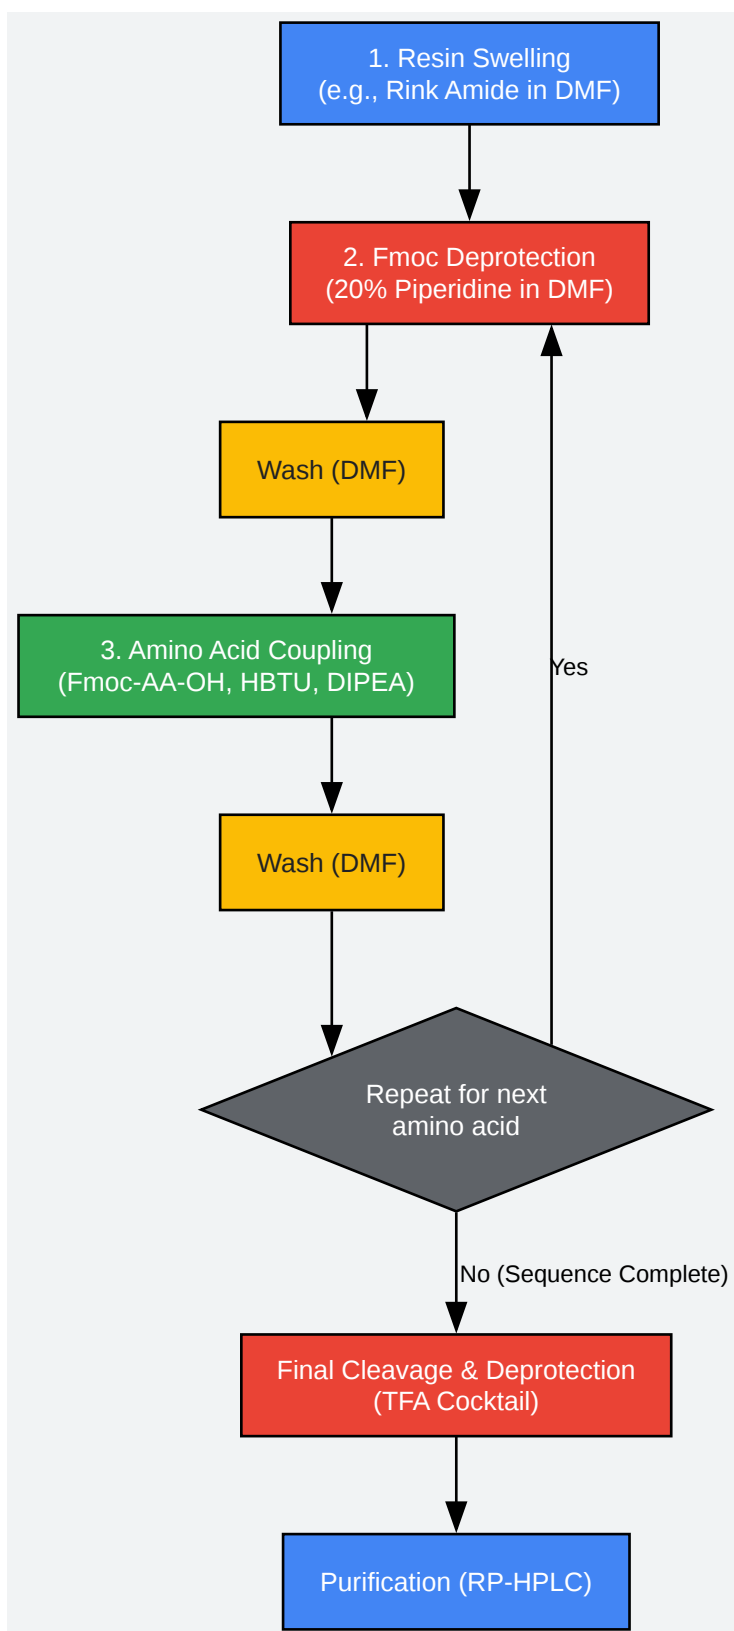 1. Resin Swelling
(e.g., Rink Amide in DMF)
2. Fmoc Deprotection
(20% Piperidine in DMF)
Wash (DMF)
3. Amino Acid Coupling
(Fmoc-AA-OH, HBTU, DIPEA)
Yes
Wash (DMF)
Repeat for next
amino acid
No (Sequence Complete)
Final Cleavage & Deprotection
(TFA Cocktail)
Purification (RP-HPLC)